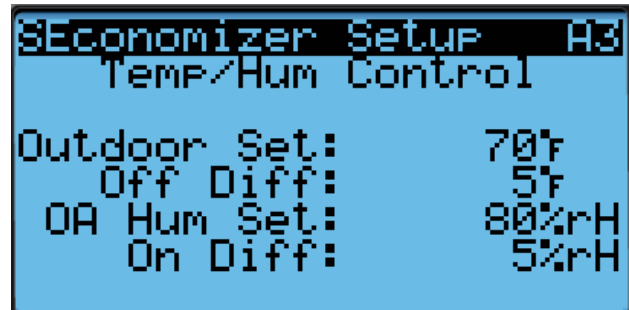 SEconomizer Setup A3
Temp/Hum Control
Outdoor Set: 70°F
Off Diff: 5°F
OA Hum Set: 80%rH
On Diff: 5%rH